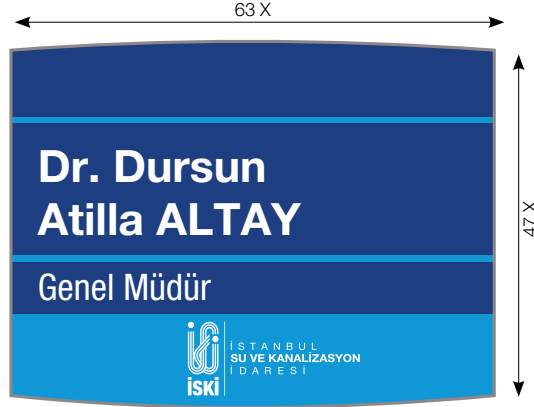 63 X
Dr. Dursun
Atilla ALTAY
47 X
Genel Müdür
İSTANBUL
SU VE KANALİZASYON
İDARESİ
İSKİ